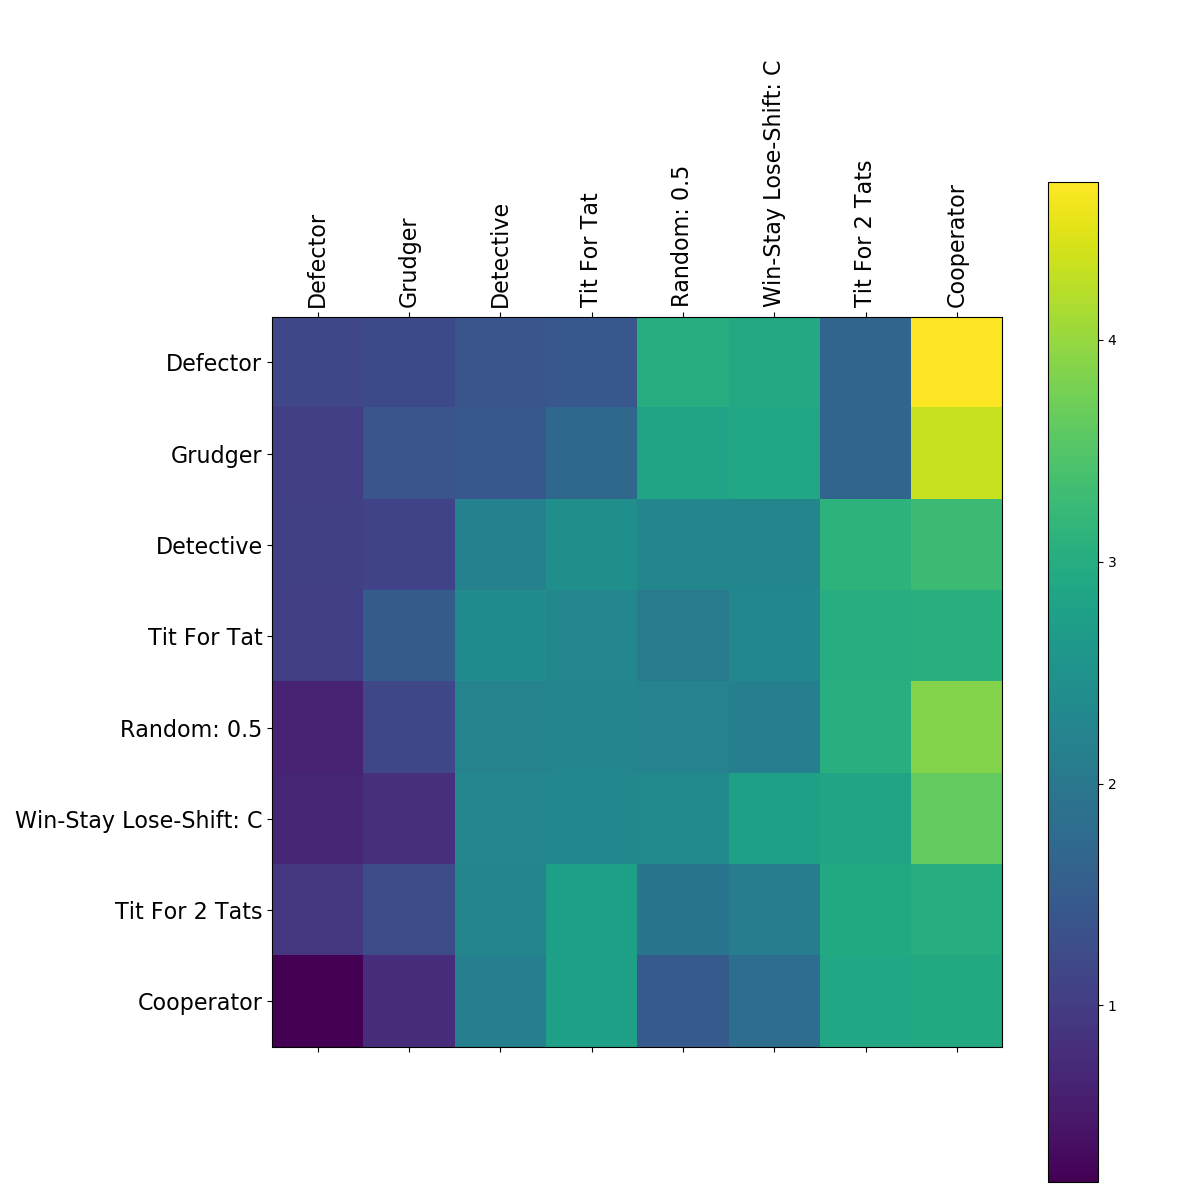 Defector
Grudger
Detective
Tit For Tat
Random: 0.5
Win-Stay Lose-Shift: C
Tit For 2 Tats
Cooperator
Defector
Grudger
Detective
Tit For Tat
Random: 0.5
Win-Stay Lose-Shift: C
Tit For 2 Tats
Cooperator
4
3
2
1